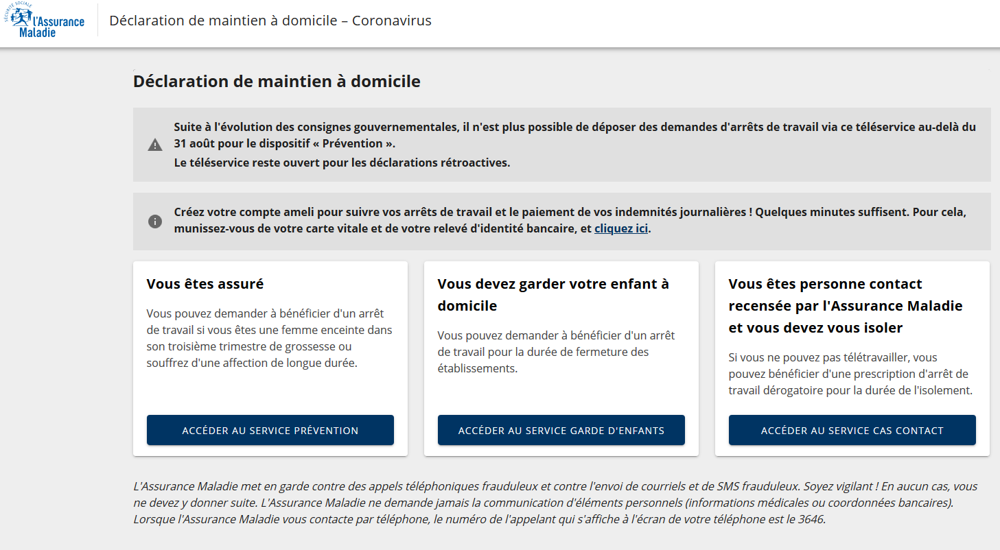 SÉCURITÉ SOCIALE
l'Assurance
Maladie
Déclaration de maintien à domicile – Coronavirus
Déclaration de maintien à domicile
Suite à l'évolution des consignes gouvernementales, il n'est plus possible de déposer des demandes d'arrêts de travail via ce téléservice au-delà du
31 août pour le dispositif « Prévention ».
Le téléservice reste ouvert pour les déclarations rétroactives.
Créez votre compte ameli pour suivre vos arrêts de travail et le paiement de vos indemnités journalières ! Quelques minutes suffisent. Pour cela,
munissez-vous de votre carte vitale et de votre relevé d'identité bancaire, et cliquez ici.
Vous êtes assuré
Vous pouvez demander à bénéficier d'un arrêt
de travail si vous êtes une femme enceinte dans
son troisième trimestre de grossesse ou
souffrez d'une affection de longue durée.
ACCÉDER AU SERVICE PRÉVENTION
Vous devez garder votre enfant à
domicile
Vous pouvez demander à bénéficier d'un arrêt
de travail pour la durée de fermeture des
établissements.
ACCÉDER AU SERVICE GARDE D'ENFANTS
Vous êtes personne contact
recensée par l'Assurance Maladie
et vous devez vous isoler
Si vous ne pouvez pas télétravailler, vous
pouvez bénéficier d'une prescription d'arrêt de
travail dérogatoire pour la durée de l'isolement.
ACCÉDER AU SERVICE CAS CONTACT
L'Assurance Maladie met en garde contre des appels téléphoniques frauduleux et contre l'envoi de courriels et de SMS frauduleux. Soyez vigilant ! En aucun cas, vous
ne devez y donner suite. L'Assurance Maladie ne demande jamais la communication d'éléments personnels (informations médicales ou coordonnées bancaires).
Lorsque l'Assurance Maladie vous contacte par téléphone, le numéro de l'appelant qui s'affiche à l'écran de votre téléphone est le 3646.